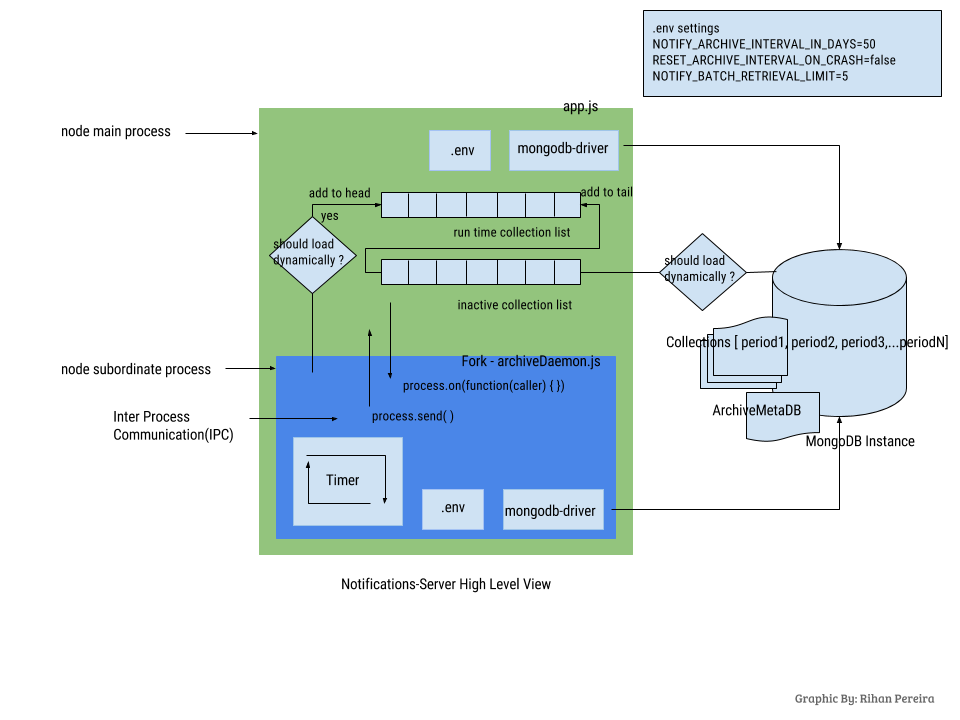 .env settings
NOTIFY_ARCHIVE_INTERVAL_IN_DAYS=50
RESET_ARCHIVE_INTERVAL_ON_CRASH=false
NOTIFY_BATCH_RETRIEVAL_LIMIT=5
app.js
node main process
.env
mongodb-driver
add to head
add to tail
yes
run time collection list
should load
dynamically ?
should load
dynamically ?
inactive collection list
Collections [ period1, period2, period3,...periodN]
node subordinate process
Fork - archiveDaemon.js
process.on(function(caller) { })
process.send( )
Inter Process
Communication(IPC)
ArchiveMetaDB
MongoDB Instance
Timer
.env
mongodb-driver
Notifications-Server High Level View
Graphic By: Rihan Pereira